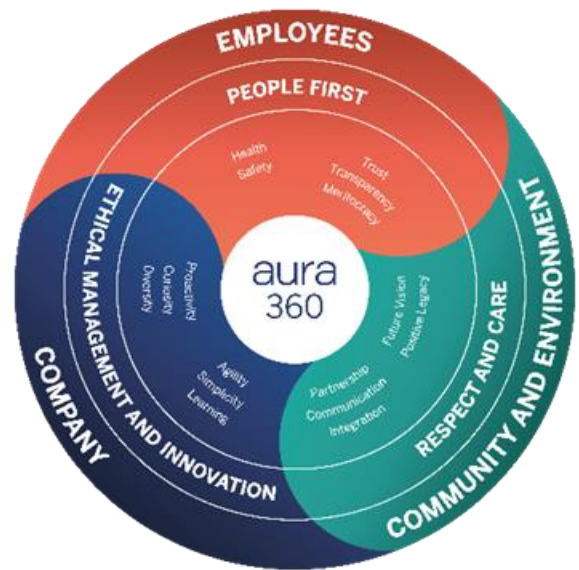 EMPLOYEES
PEOPLE FIRST
Health
Safety
Trust
Transparency
Meritocracy
COMMUNITY AND ENVIRONMENT
RESPECT AND CARE
Future Vision
Positive Legacy
Partnership
Communication
Integration
COMPANY
ETHICAL MANAGEMENT AND INNOVATION
Proactivity
Curiosity
Diversity
Agility
Simplicity
Learning
aura
360